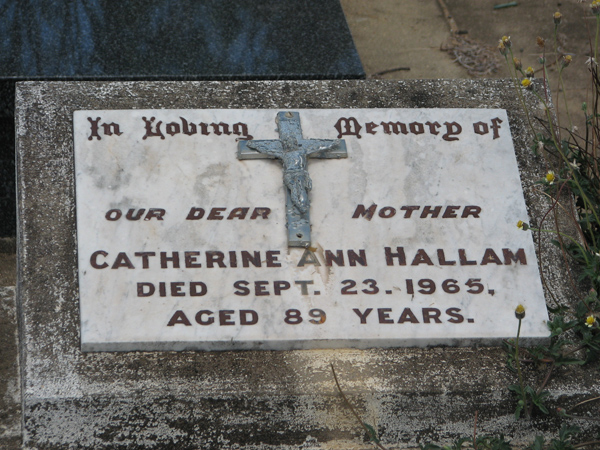 In Loving Memory of
OUR DEAR MOTHER
CATHERINE ANN HALLAM
DIED SEPT. 23. 1965,
AGED 89 YEARS.